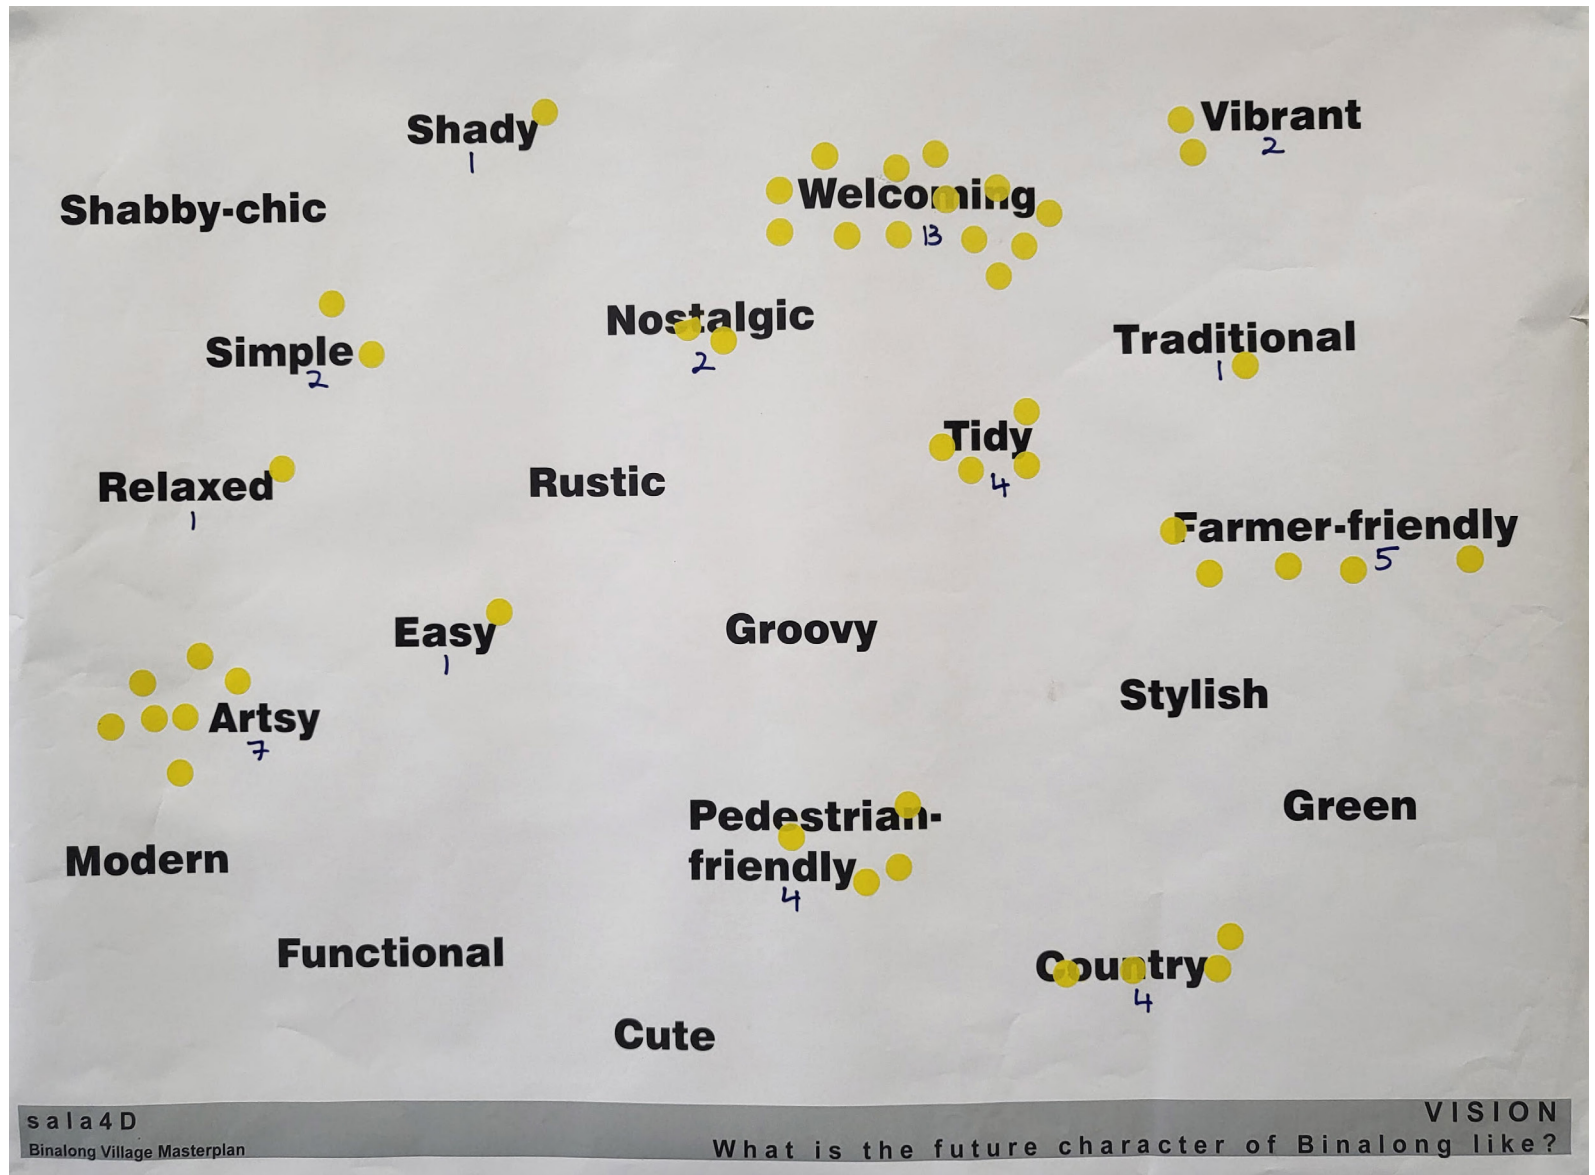 Shady
1
Vibrant
2
Shabby-chic
Welcoming
13
Simple
2
Nostalgic
2
Traditional
1
Tidy
4
Relaxed
1
Rustic
Farmer-friendly
5
Easy
1
Groovy
Stylish
Artsy
7
Pedestrian-
friendly
4
Green
Modern
Functional
Country
4
Cute
sala4D
Binalong Village Masterplan
VISION
What is the future character of Binalong like?